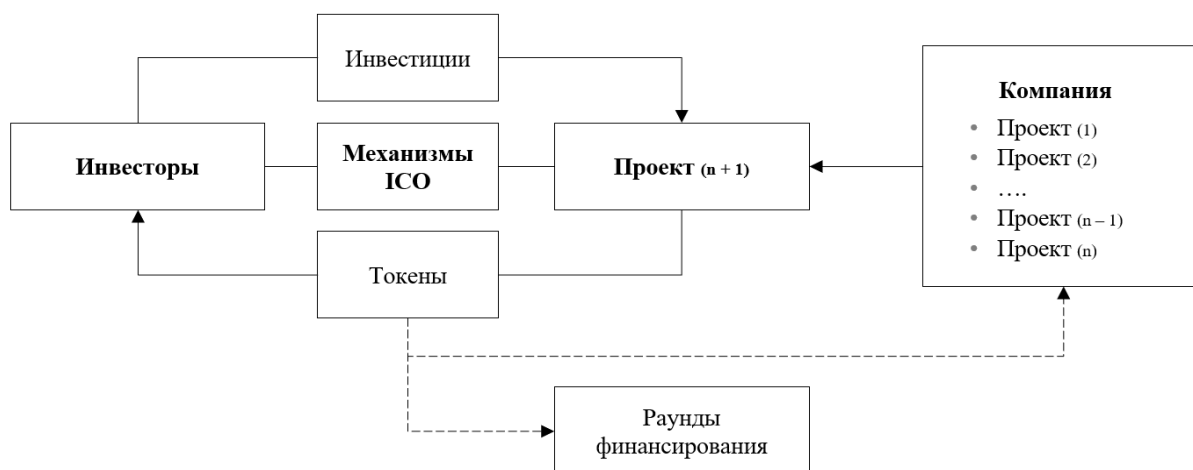 Инвестиции
Инвесторы
Механизмы
ICO
Проект (n + 1)
Токены
Компания
• Проект (1)
• Проект (2)
• ….
• Проект (n – 1)
• Проект (n)
Раунды
финансирования